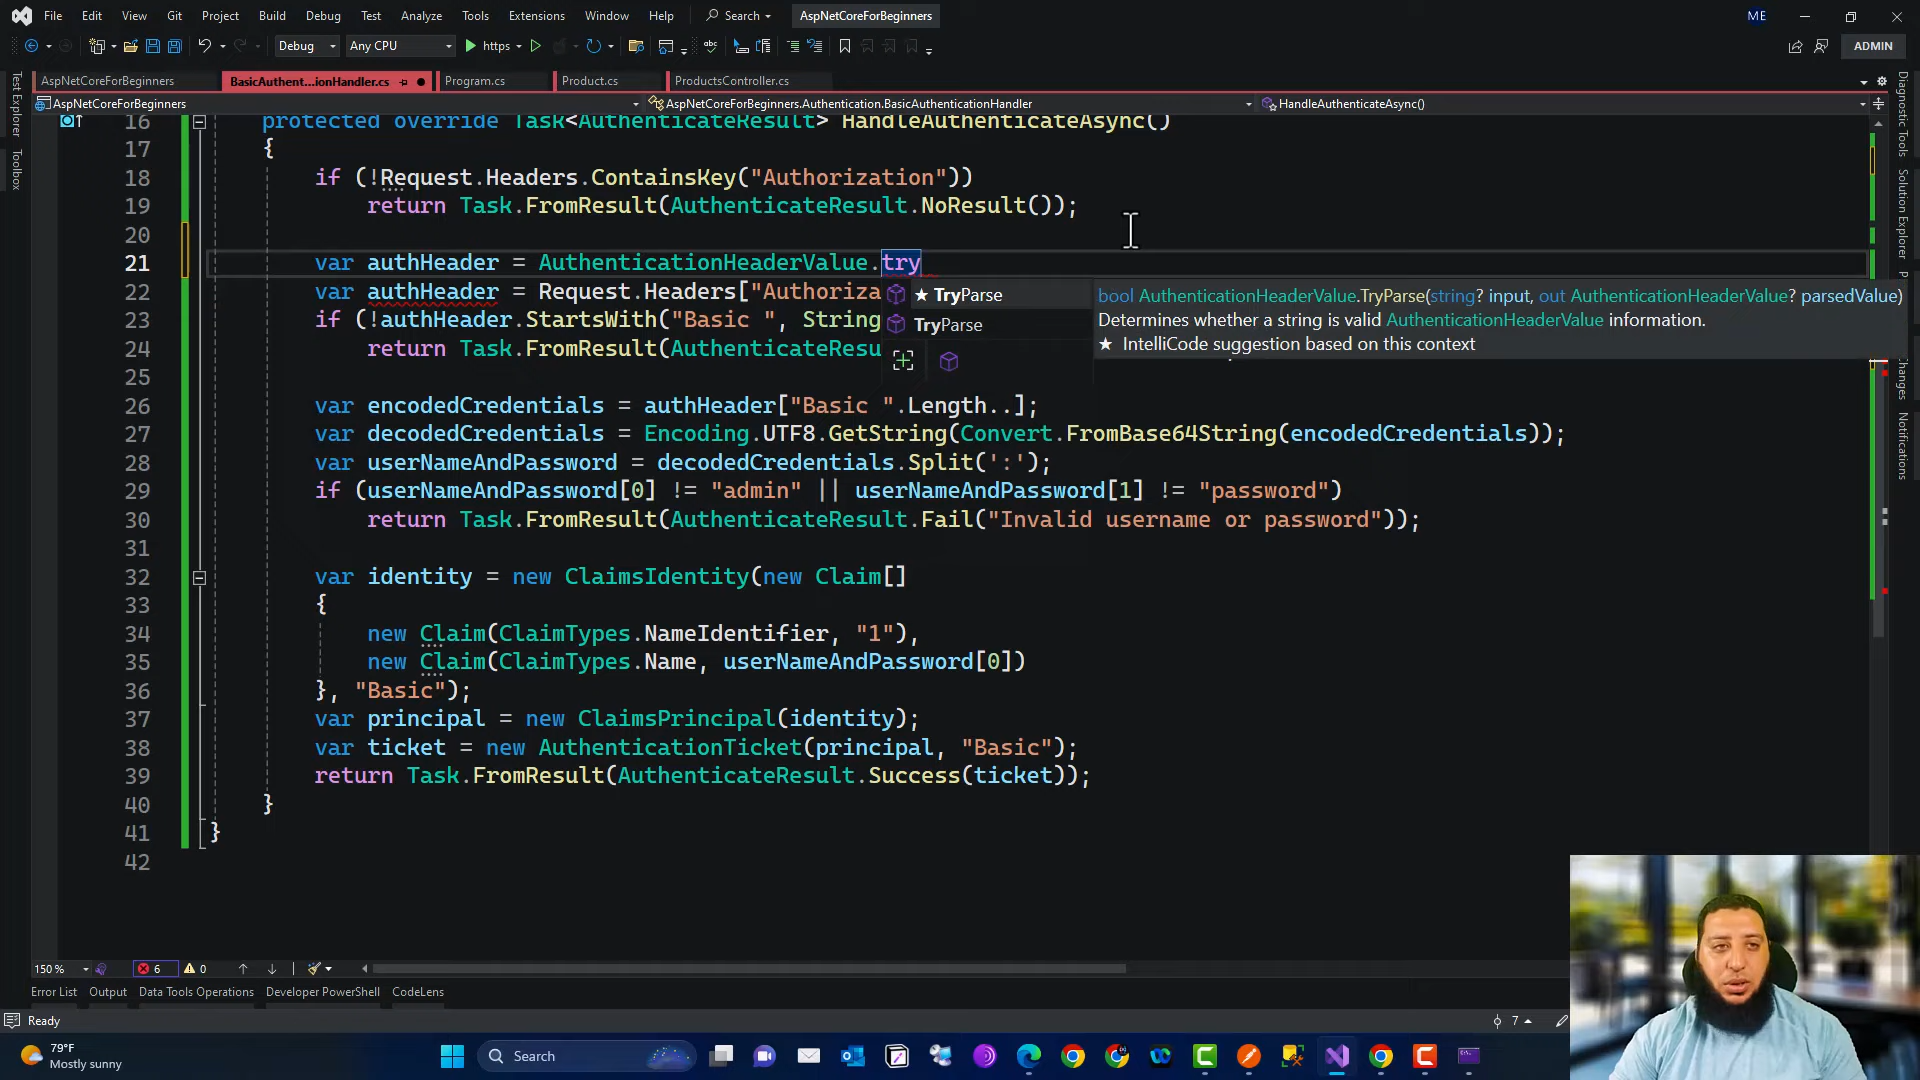 File Edit View Git Project Build Debug Test Analyze Tools Extensions Window Help Search AspNetCoreForBeginners ME
Debug Any CPU https ADMIN
AspNetCoreForBeginners BasicAuthent...ionHandler.cs Program.cs Product.cs ProductsController.cs
AspNetCoreForBeginners AspNetCoreForBeginners.Authentication.BasicAuthenticationHandler HandleAuthenticateAsync()
Test Explorer
Toolbox
Diagnostic Tools
Solution Explorer
Notifications
16 protected override Task<AuthenticateResult> HandleAuthenticateAsync()
17 {
18 if (!Request.Headers.ContainsKey("Authorization"))
19 return Task.FromResult(AuthenticateResult.NoResult());
20
21 var authHeader = AuthenticationHeaderValue.try
22 var authHeader = Request.Headers["Authoriza
23 if (!authHeader.StartsWith("Basic ", String
24 return Task.FromResult(AuthenticateResu
★ TryParse
TryParse
bool AuthenticationHeaderValue.TryParse(string? input, out AuthenticationHeaderValue? parsedValue)
Determines whether a string is valid AuthenticationHeaderValue information.
★ IntelliCode suggestion based on this context
25
26 var encodedCredentials = authHeader["Basic ".Length..];
27 var decodedCredentials = Encoding.UTF8.GetString(Convert.FromBase64String(encodedCredentials));
28 var userNameAndPassword = decodedCredentials.Split(':');
29 if (userNameAndPassword[0] != "admin" || userNameAndPassword[1] != "password")
30 return Task.FromResult(AuthenticateResult.Fail("Invalid username or password"));
31
32 var identity = new ClaimsIdentity(new Claim[]
33 {
34 new Claim(ClaimTypes.NameIdentifier, "1"),
35 new Claim(ClaimTypes.Name, userNameAndPassword[0])
36 }, "Basic");
37 var principal = new ClaimsPrincipal(identity);
38 var ticket = new AuthenticationTicket(principal, "Basic");
39 return Task.FromResult(AuthenticateResult.Success(ticket));
40 }
41 }
42
150 % 6 0
Error List Output Data Tools Operations Developer PowerShell CodeLens
Ready 7
79°F
Mostly sunny
Search